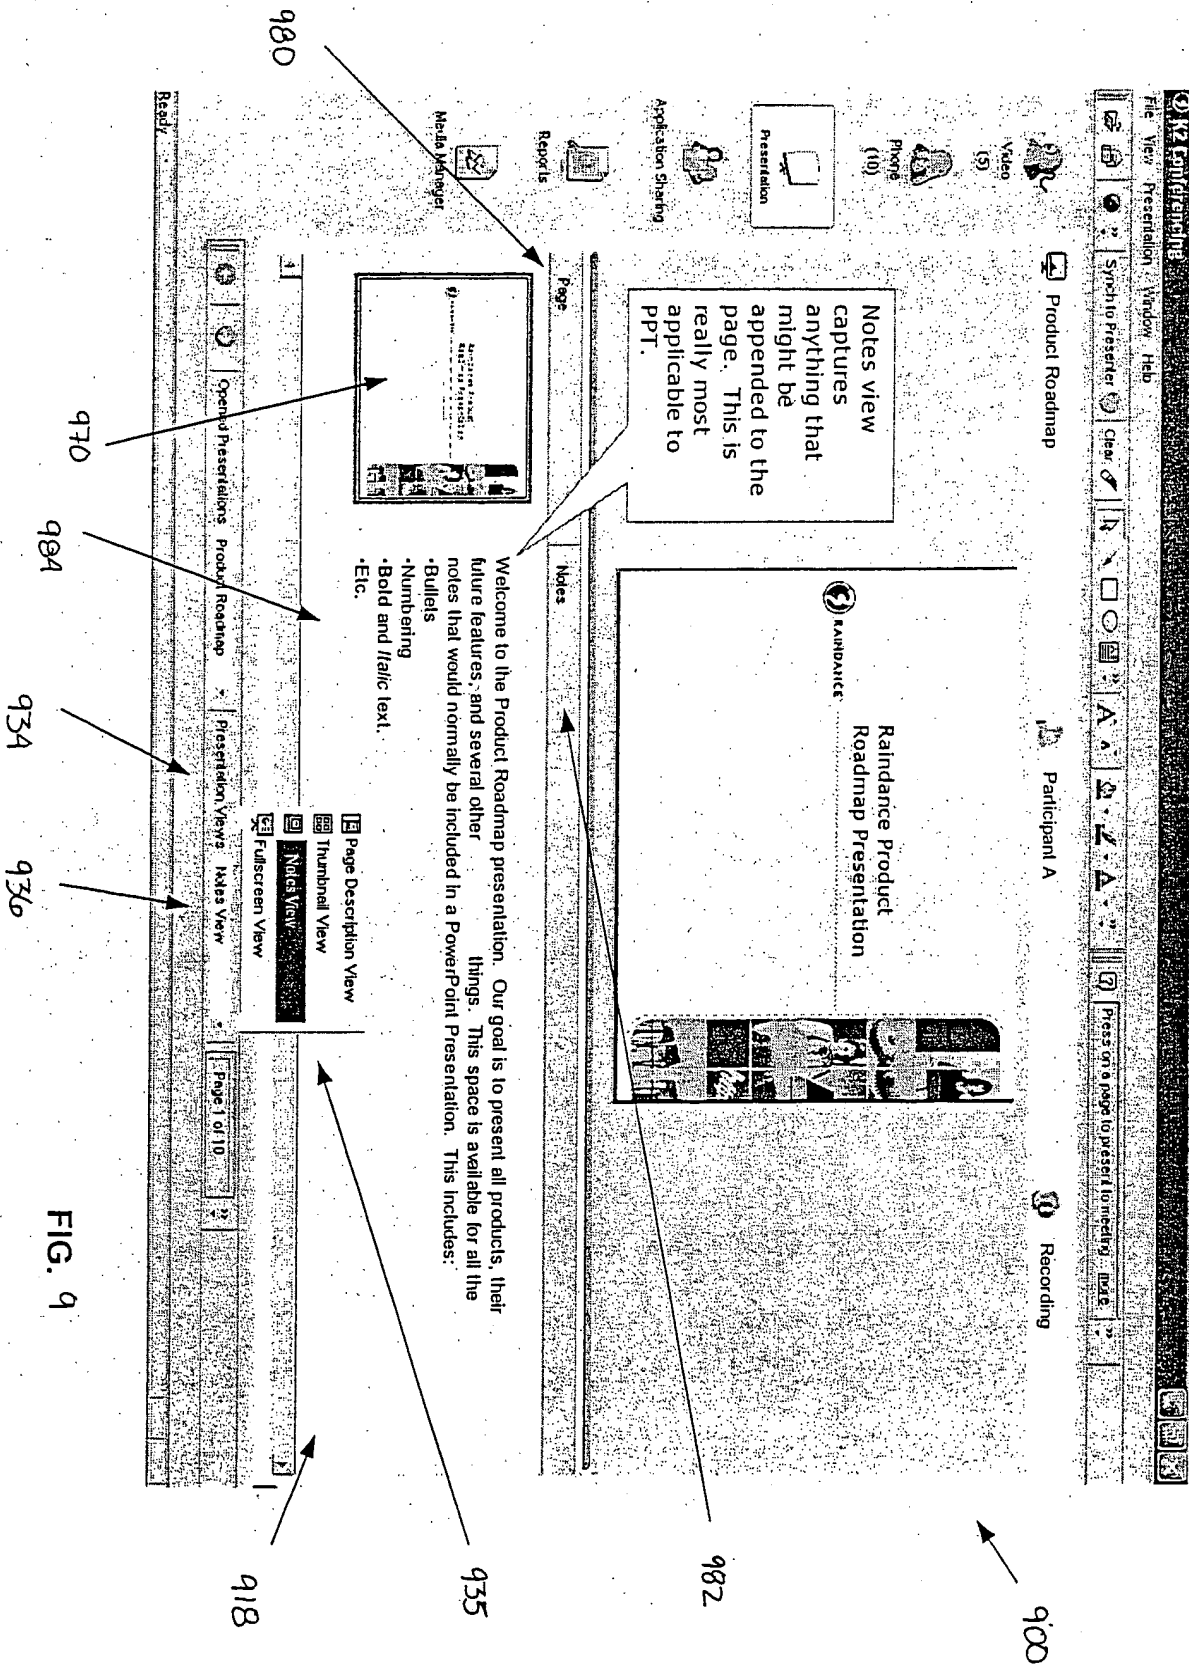 K2 Conferencing
File View Presentation Window Help
Synch to Presenter Clear A A A Press on a page to present to meeting more
Video
(5)
Phone
(10)
Presentation
Application Sharing
Reports
Media Manager
Product Roadmap Participant A Recording
RAINDANCE
Raindance Product
Roadmap Presentation
Notes view
captures
anything that
might be
appended to the
page. This is
really most
applicable to
PPT.
Page Notes
Welcome to the Product Roadmap presentation. Our goal is to present all products, their
future features, and several other things. This space is available for all the
notes that would normally be included in a PowerPoint Presentation. This includes:
•Bullets
•Numbering
•Bold and Italic text.
•Etc.
Page Description View
Thumbnail View
Notes View
Fullscreen View
Opened Presentations Product Roadmap Presentation Views Notes View Page 1 of 10
Ready
900
982
935
918
980
970
984
934
936
FIG. 9